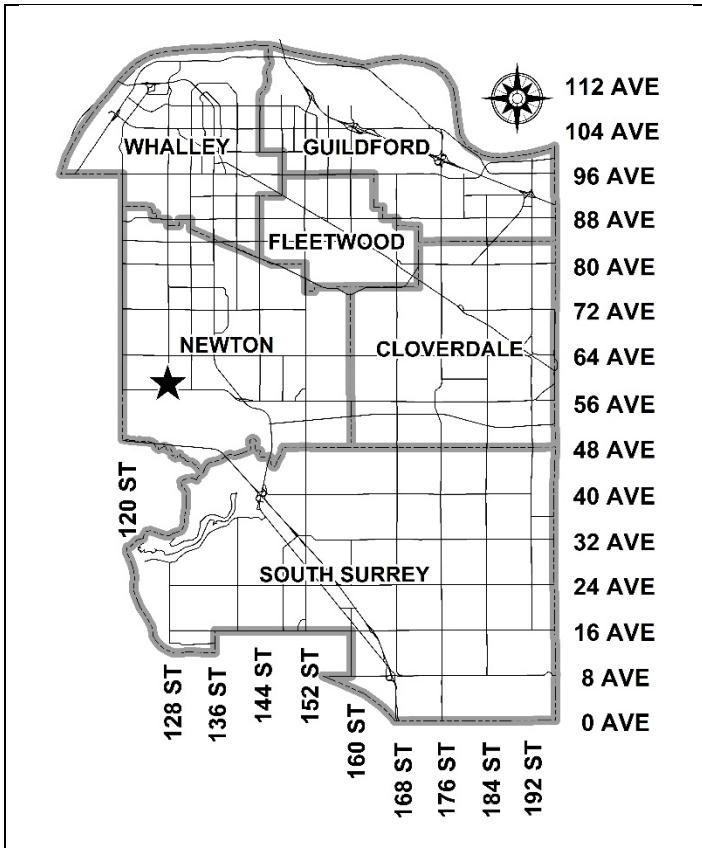 112 AVE
104 AVE
WHALLEY
GUILDFORD
96 AVE
88 AVE
FLEETWOOD
80 AVE
72 AVE
NEWTON
CLOVERDALE
64 AVE
56 AVE
48 AVE
120 ST
40 AVE
32 AVE
SOUTH SURREY
24 AVE
16 AVE
8 AVE
0 AVE
128 ST
136 ST
144 ST
152 ST
160 ST
168 ST
176 ST
184 ST
192 ST